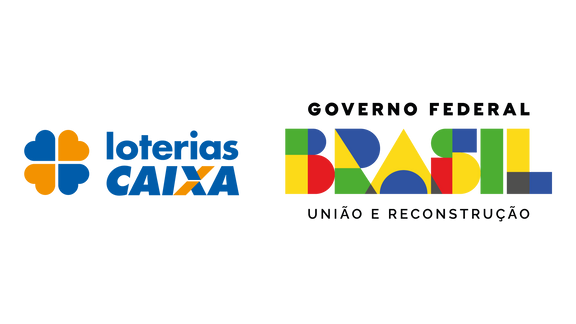 loterias
CAIXA
GOVERNO FEDERAL
BRASIL
UNIÃO E RECONSTRUÇÃO